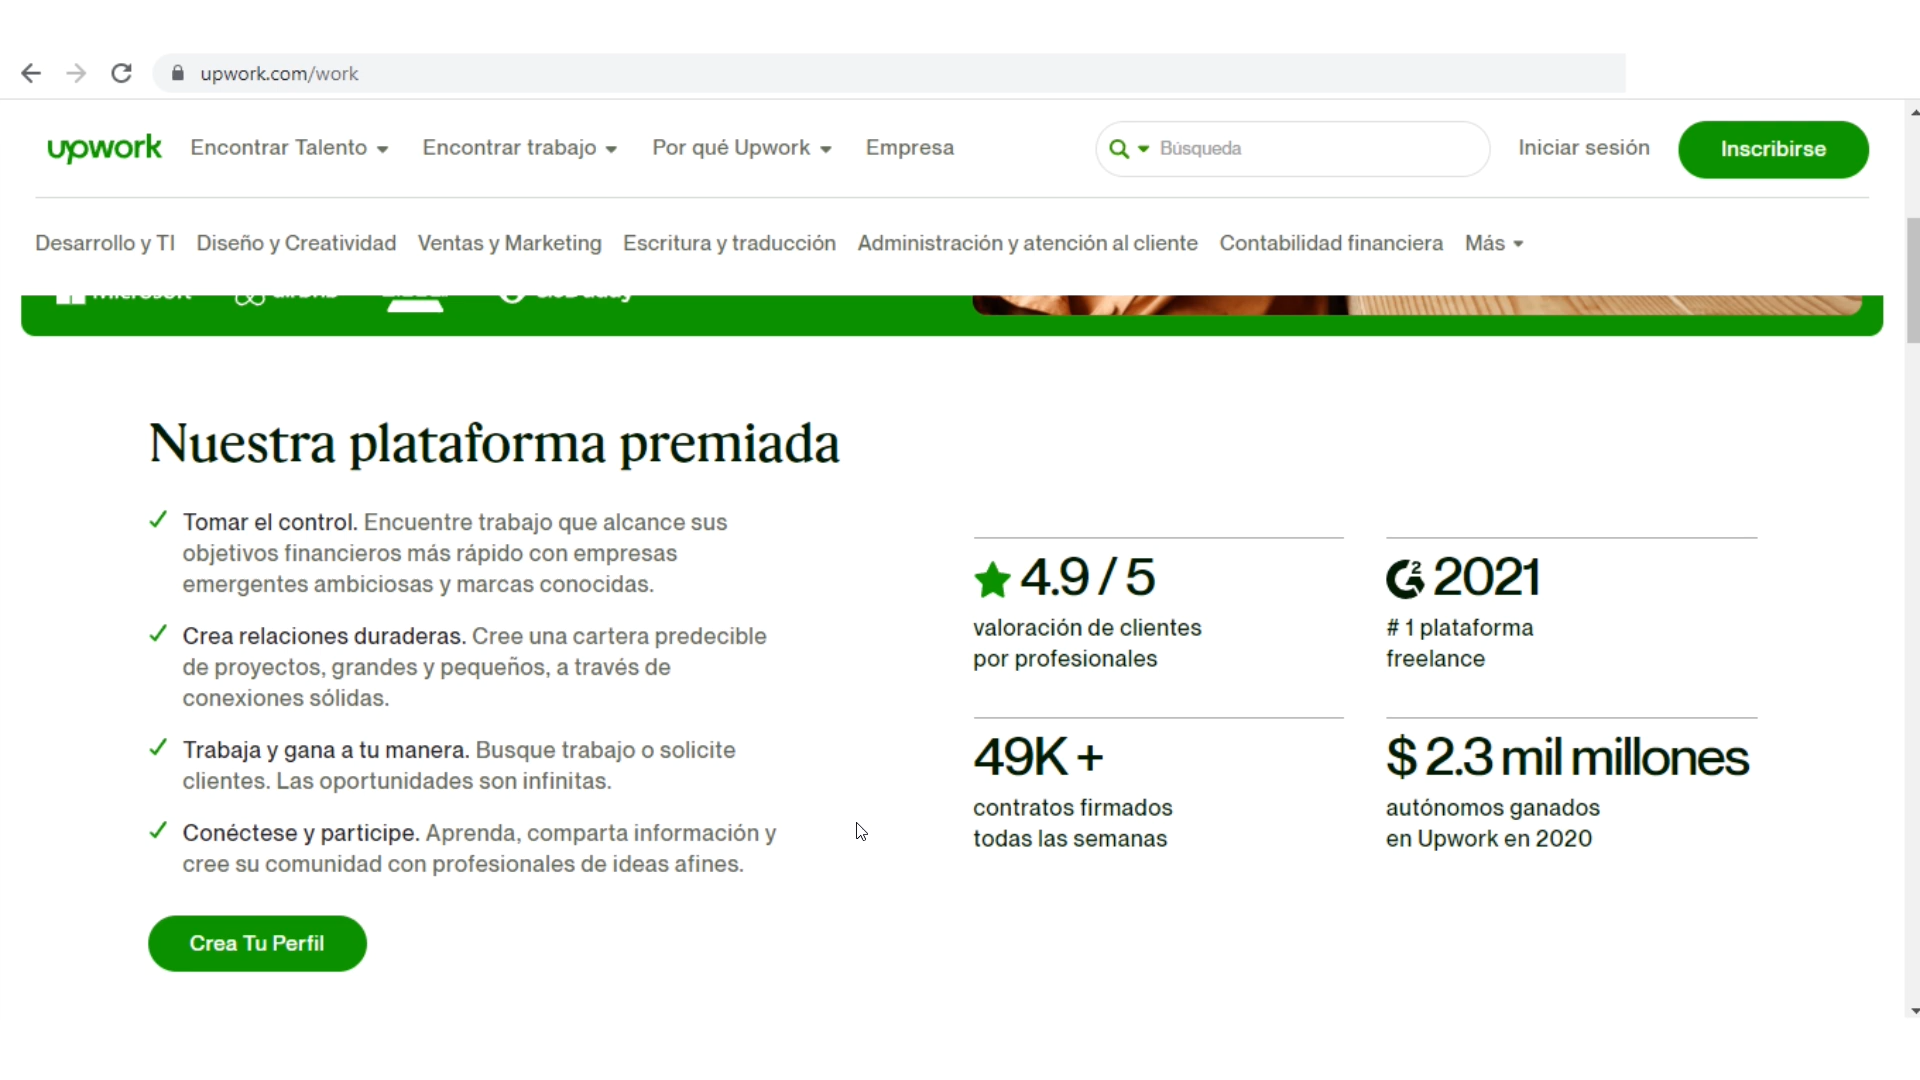 upwork.com/work
upwork Encontrar Talento Encontrar trabajo Por qué Upwork Empresa Búsqueda Iniciar sesión Inscribirse
Desarrollo y TI Diseño y Creatividad Ventas y Marketing Escritura y traducción Administración y atención al cliente Contabilidad financiera Más
Microsoft airbnb GoDaddy
Nuestra plataforma premiada
Tomar el control. Encuentre trabajo que alcance sus
objetivos financieros más rápido con empresas
emergentes ambiciosas y marcas conocidas.
Crea relaciones duraderas. Cree una cartera predecible
de proyectos, grandes y pequeños, a través de
conexiones sólidas.
Trabaja y gana a tu manera. Busque trabajo o solicite
clientes. Las oportunidades son infinitas.
Conéctese y participe. Aprenda, comparta información y
cree su comunidad con profesionales de ideas afines.
Crea Tu Perfil
4.9 / 5
valoración de clientes
por profesionales
G2 2021
# 1 plataforma
freelance
49K +
contratos firmados
todas las semanas
$ 2.3 mil millones
autónomos ganados
en Upwork en 2020